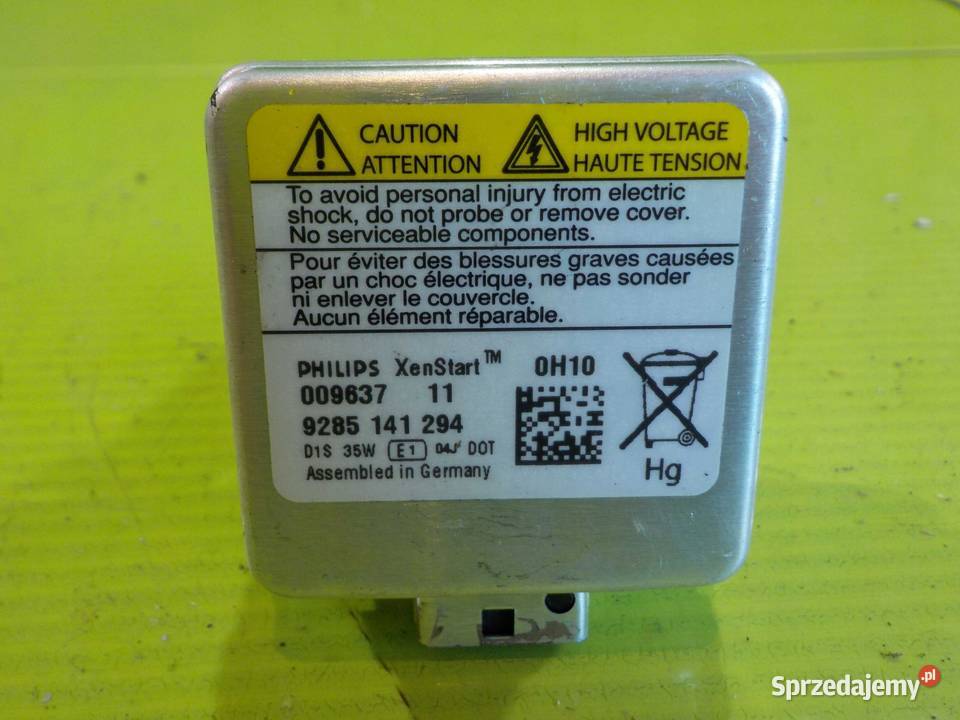 CAUTION
ATTENTION
HIGH VOLTAGE
HAUTE TENSION
To avoid personal injury from electric
shock, do not probe or remove cover.
No serviceable components.
Pour éviter des blessures graves causées
par un choc électrique, ne pas sonder
ni enlever le couvercle.
Aucun élément réparable.
PHILIPS XenStart™ 0H10
009637 11
9285 141 294
D1S 35W E1 04J DOT
Assembled in Germany
Hg
Sprzedajemy.pl